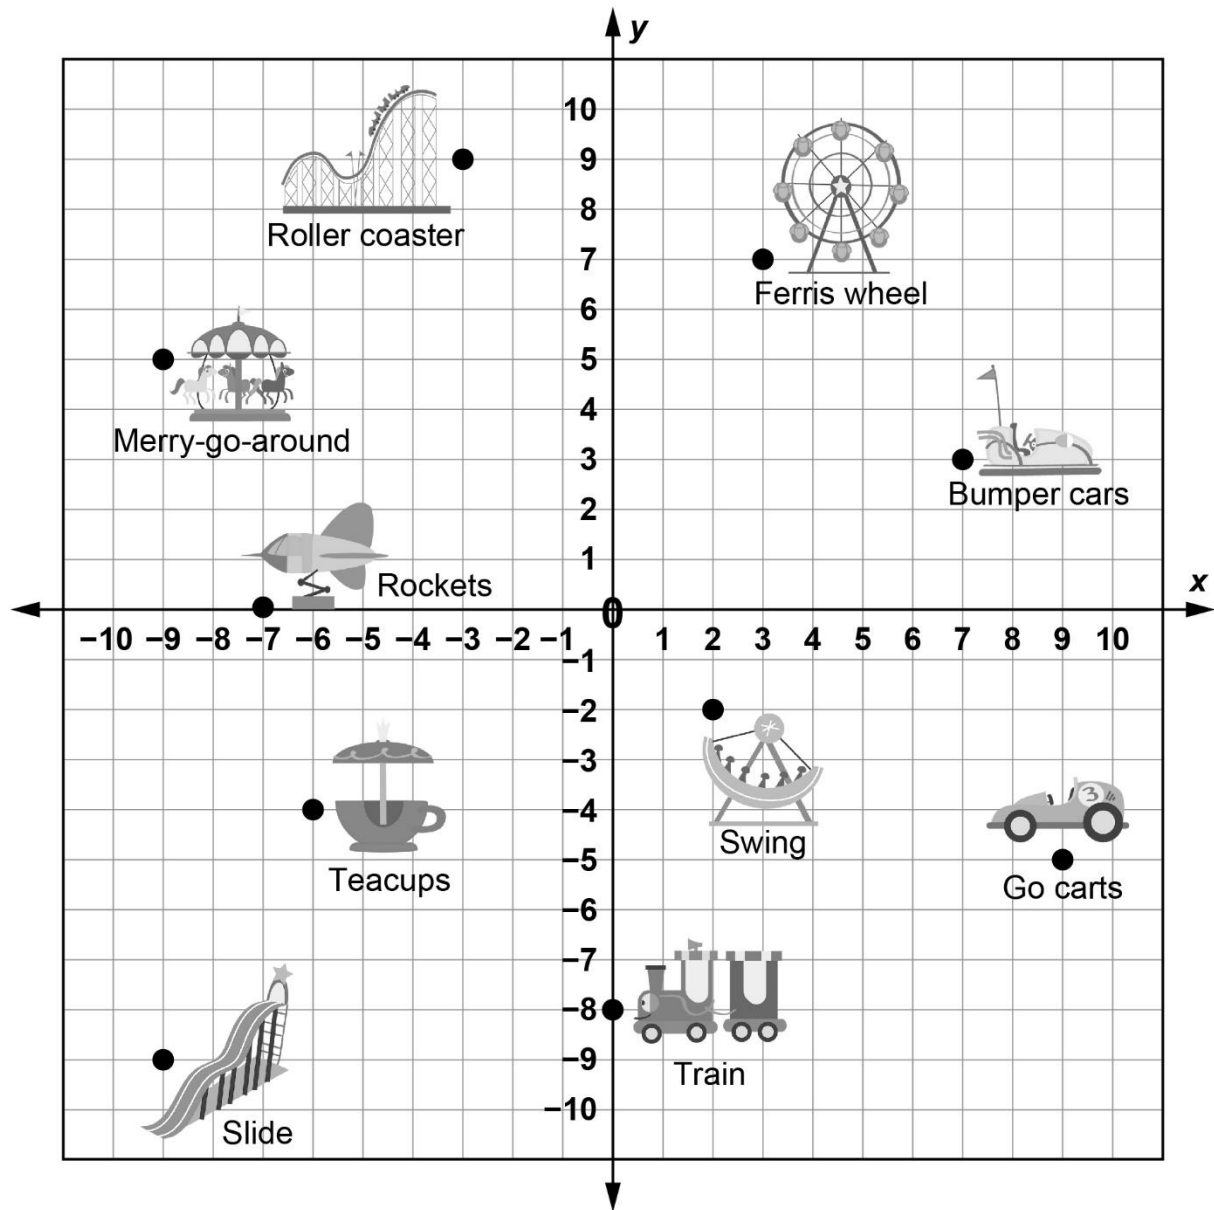 y
10
9
8
Roller coaster
7
Ferris wheel
6
5
4
Merry-go-around
3
Bumper cars
2
1
Rockets
x
0
−10 −9 −8 −7 −6 −5 −4 −3 −2 −1 1 2 3 4 5 6 7 8 9 10
−1
−2
−3
3
−4
Swing
−5
Teacups
Go carts
−6
−7
−8
−9
Train
−10
Slide